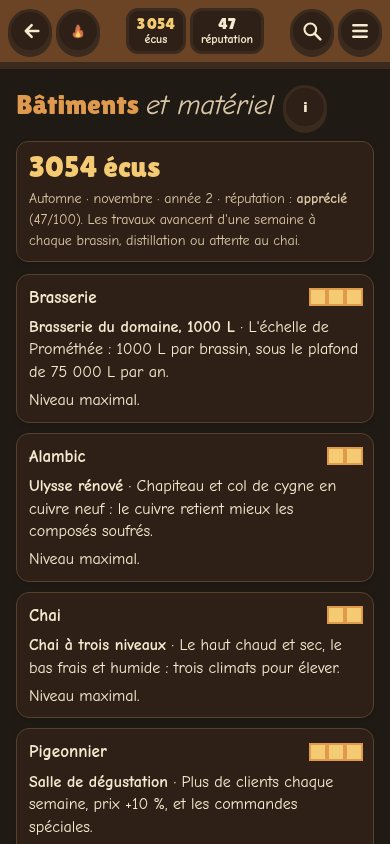 3054
écus
47
réputation
Bâtiments et matériel
i
3054 écus
Automne · novembre · année 2 · réputation : apprécié
(47/100). Les travaux avancent d'une semaine à
chaque brassin, distillation ou attente au chai.
Brasserie
Brasserie du domaine, 1000 L · L'échelle de
Prométhée : 1000 L par brassin, sous le plafond
de 75 000 L par an.
Niveau maximal.
Alambic
Ulysse rénové · Chapiteau et col de cygne en
cuivre neuf : le cuivre retient mieux les
composés soufrés.
Niveau maximal.
Chai
Chai à trois niveaux · Le haut chaud et sec, le
bas frais et humide : trois climats pour élever.
Niveau maximal.
Pigeonnier
Salle de dégustation · Plus de clients chaque
semaine, prix +10 %, et les commandes
spéciales.